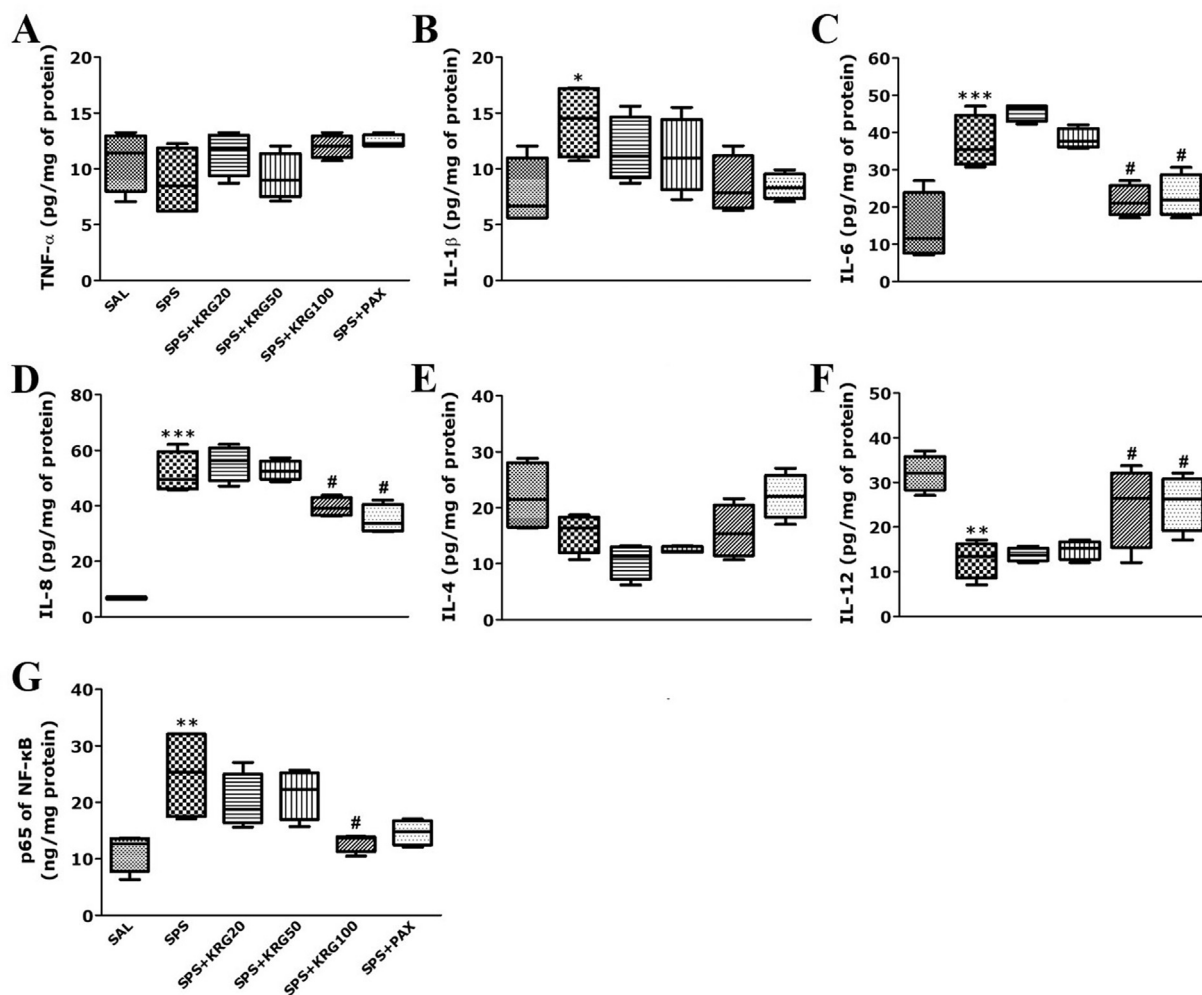 A
TNF-α (pg/mg of protein)
20
15
10
5
0
SAL
SPS
SPS+KRG20
SPS+KRG50
SPS+KRG100
SPS+PAX
B
IL-1β (pg/mg of protein)
20
15
10
5
0
*
C
IL-6 (pg/mg of protein)
60
50
40
30
20
10
0
***
#
#
D
IL-8 (pg/mg of protein)
80
60
40
20
0
***
#
#
E
IL-4 (pg/mg of protein)
40
30
20
10
0
F
IL-12 (pg/mg of protein)
50
40
30
20
10
0
**
#
#
G
p65 of NF-κB
(ng/mg protein)
40
30
20
10
0
**
#
SAL
SPS
SPS+KRG20
SPS+KRG50
SPS+KRG100
SPS+PAX